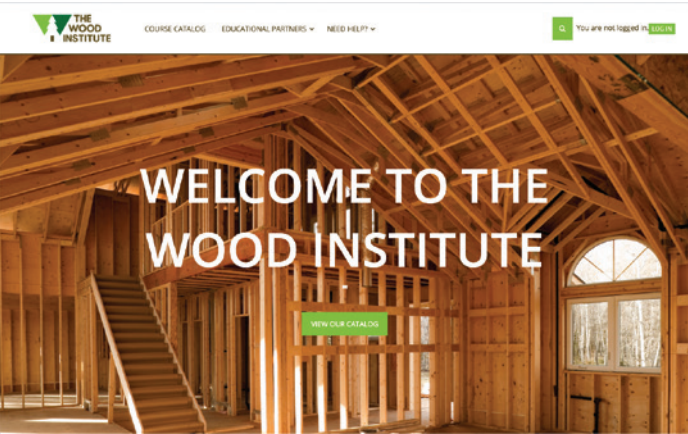 THE
WOOD
INSTITUTE
COURSE CATALOG EDUCATIONAL PARTNERS NEED HELP? You are not logged in. LOG IN
WELCOME TO THE
WOOD INSTITUTE
VIEW OUR CATALOG